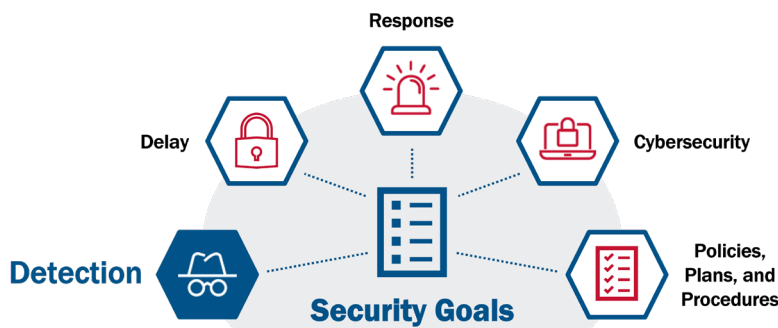 Response
Delay
Cybersecurity
Detection
Policies,
Plans, and
Procedures
Security Goals